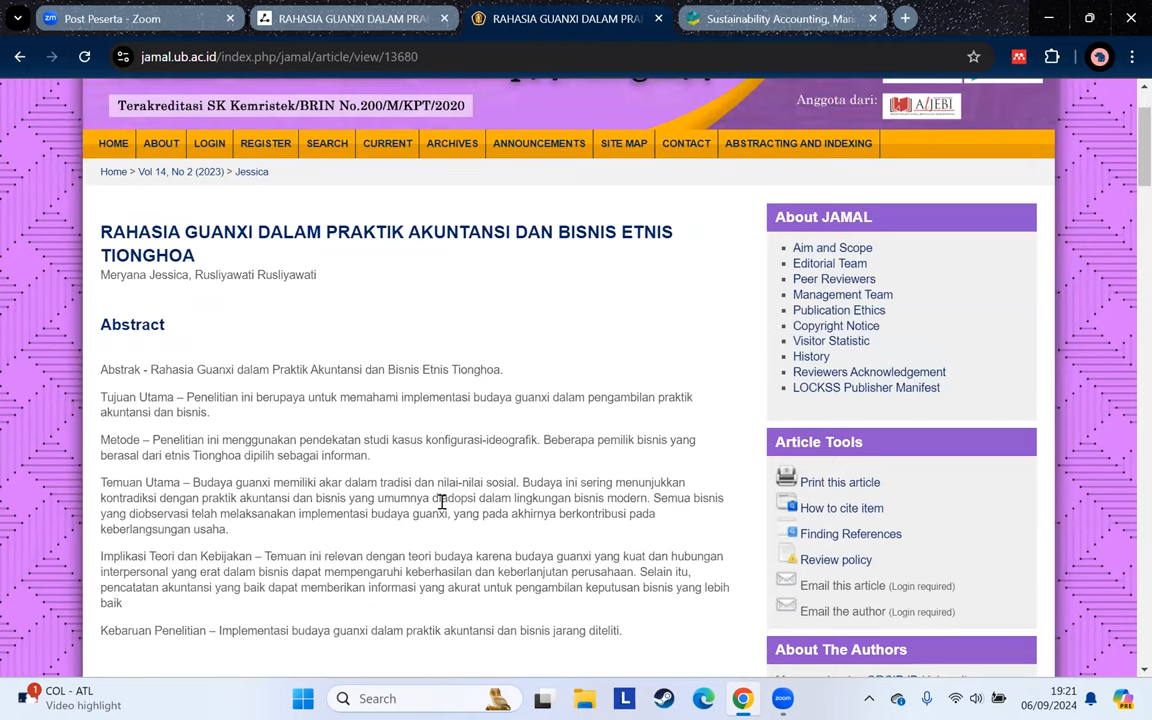 Post Peserta - Zoom
RAHASIA GUANXI DALAM PRA
RAHASIA GUANXI DALAM PRA
Sustainability Accounting, Man
jamal.ub.ac.id/index.php/jamal/article/view/13680
Terakreditasi SK Kemristek/BRIN No.200/M/KPT/2020
Anggota dari:
HOME
ABOUT
LOGIN
REGISTER
SEARCH
CURRENT
ARCHIVES
ANNOUNCEMENTS
SITE MAP
CONTACT
ABSTRACTING AND INDEXING
Home > Vol 14, No 2 (2023) > Jessica
RAHASIA GUANXI DALAM PRAKTIK AKUNTANSI DAN BISNIS ETNIS
TIONGHOA
Meryana Jessica, Rusliyawati Rusliyawati
Abstract
Abstrak - Rahasia Guanxi dalam Praktik Akuntansi dan Bisnis Etnis Tionghoa.
Tujuan Utama – Penelitian ini berupaya untuk memahami implementasi budaya guanxi dalam pengambilan praktik
akuntansi dan bisnis.
Metode – Penelitian ini menggunakan pendekatan studi kasus konfigurasi-ideografik. Beberapa pemilik bisnis yang
berasal dari etnis Tionghoa dipilih sebagai informan.
Temuan Utama – Budaya guanxi memiliki akar dalam tradisi dan nilai-nilai sosial. Budaya ini sering menunjukkan
kontradiksi dengan praktik akuntansi dan bisnis yang umumnya diadopsi dalam lingkungan bisnis modern. Semua bisnis
yang diobservasi telah melaksanakan implementasi budaya guanxi, yang pada akhirnya berkontribusi pada
keberlangsungan usaha.
Implikasi Teori dan Kebijakan – Temuan ini relevan dengan teori budaya karena budaya guanxi yang kuat dan hubungan
interpersonal yang erat dalam bisnis dapat mempengaruhi keberhasilan dan keberlanjutan perusahaan. Selain itu,
pencatatan akuntansi yang baik dapat memberikan informasi yang akurat untuk pengambilan keputusan bisnis yang lebih
baik
Kebaruan Penelitian – Implementasi budaya guanxi dalam praktik akuntansi dan bisnis jarang diteliti.
About JAMAL
Aim and Scope
Editorial Team
Peer Reviewers
Management Team
Publication Ethics
Copyright Notice
Visitor Statistic
History
Reviewers Acknowledgement
LOCKSS Publisher Manifest
Article Tools
Print this article
How to cite item
Finding References
Review policy
Email this article (Login required)
Email the author (Login required)
About The Authors
1
COL - ATL
Video highlight
Search
L
19:21
06/09/2024
PRE